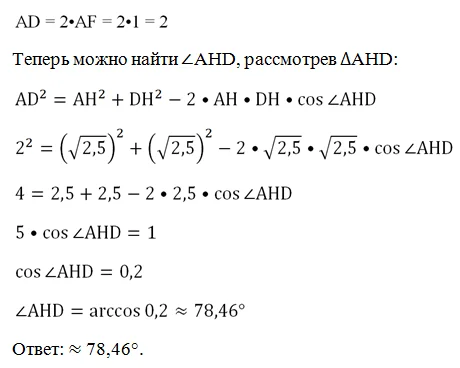 AD = 2•AF = 2•1 = 2
Теперь можно найти ∠AHD, рассмотрев ΔAHD:
AD² = AH² + DH² − 2 • AH • DH • cos ∠AHD
2² = (√2,5)² + (√2,5)² − 2 • √2,5 • √2,5 • cos ∠AHD
4 = 2,5 + 2,5 − 2 • 2,5 • cos ∠AHD
5 • cos ∠AHD = 1
cos ∠AHD = 0,2
∠AHD = arccos 0,2 ≈ 78,46°
Ответ: ≈ 78,46°.